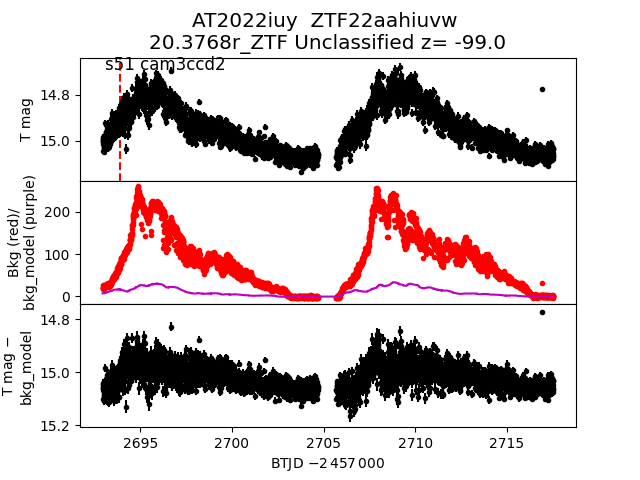 AT2022iuy  ZTF22aahiuvw
20.3768r_ZTF Unclassified z= -99.0
s51 cam3ccd2
T mag
14.8
15.0
Bkg (red)/
bkg_model (purple)
200
100
0
T mag −
bkg_model
14.8
15.0
15.2
2695
2700
2705
2710
2715
BTJD −2 457 000